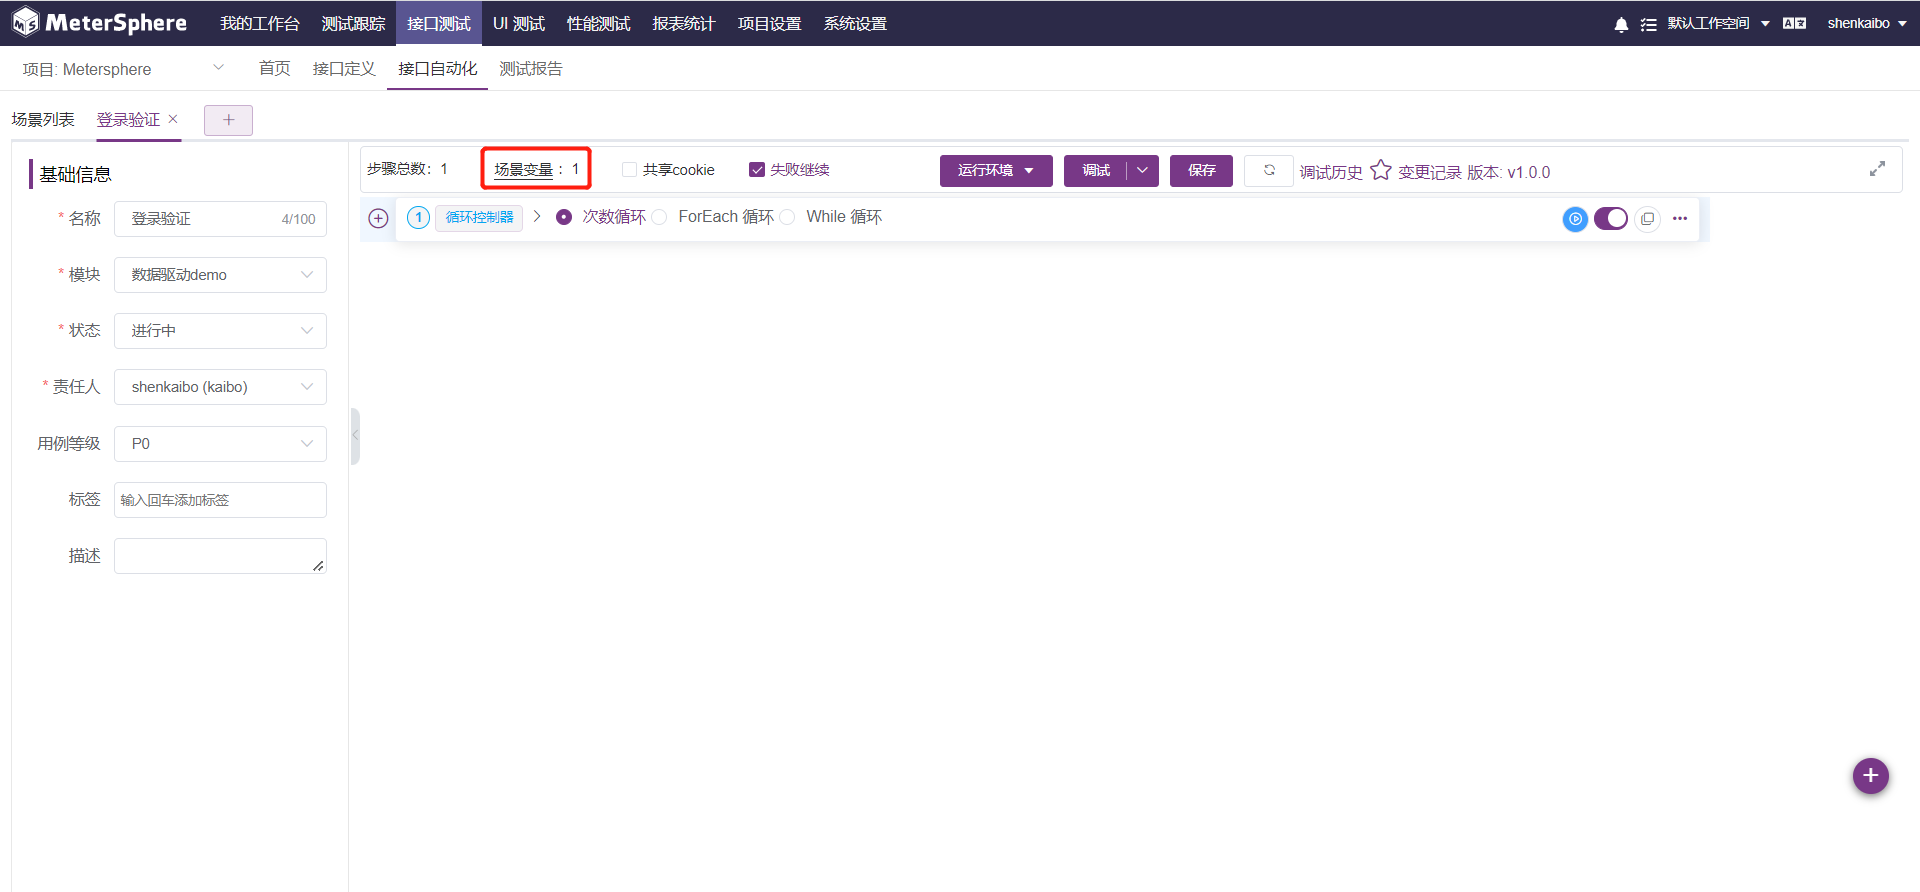 MeterSphere 我的工作台 测试跟踪 接口测试 UI 测试 性能测试 报表统计 项目设置 系统设置 默认工作空间 shenkaibo
项目: Metersphere 首页 接口定义 接口自动化 测试报告
场景列表 登录验证 × +
基础信息
* 名称 登录验证 4/100
* 模块 数据驱动demo
* 状态 进行中
* 责任人 shenkaibo (kaibo)
用例等级 P0
标签 输入回车添加标签
描述
步骤总数: 1 场景变量 : 1 共享cookie 失败继续 运行环境 调试 保存 调试历史 变更记录 版本: v1.0.0
1 循环控制器 > 次数循环 ForEach 循环 While 循环